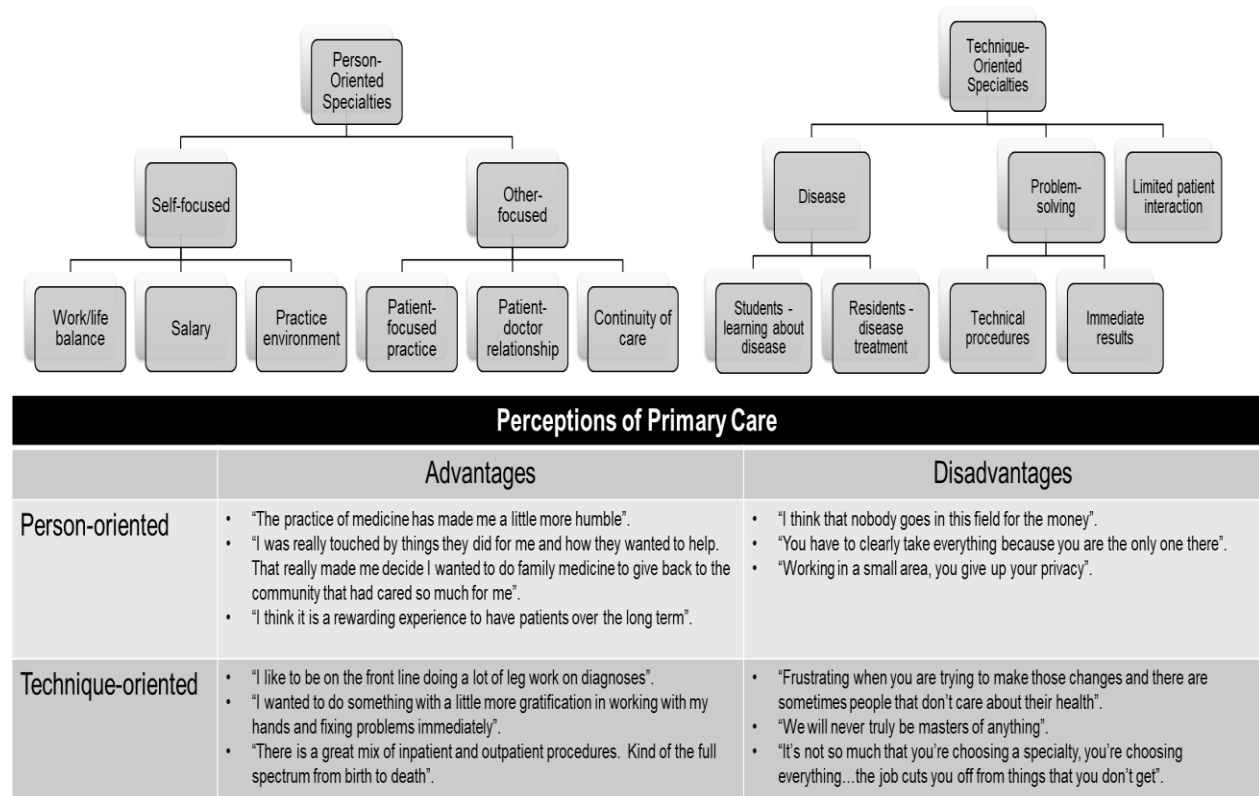 Person-
Oriented
Specialties
Technique-
Oriented
Specialties
Self-focused
Other-
focused
Disease
Problem-
solving
Limited patient
interaction
Work/life
balance
Salary
Practice
environment
Patient-
focused
practice
Patient-
doctor
relationship
Continuity of
care
Students -
learning about
disease
Residents -
disease
treatment
Technical
procedures
Immediate
results
Perceptions of Primary Care
Advantages
Disadvantages
Person-oriented
• “The practice of medicine has made me a little more humble”.
• “I was really touched by things they did for me and how they wanted to help.
That really made me decide I wanted to do family medicine to give back to the
community that had cared so much for me”.
• “I think it is a rewarding experience to have patients over the long term”.
• “I think that nobody goes in this field for the money”.
• “You have to clearly take everything because you are the only one there”.
• “Working in a small area, you give up your privacy”.
Technique-oriented
• “I like to be on the front line doing a lot of leg work on diagnoses”.
• “I wanted to do something with a little more gratification in working with my
hands and fixing problems immediately”.
• “There is a great mix of inpatient and outpatient procedures. Kind of the full
spectrum from birth to death”.
• “Frustrating when you are trying to make those changes and there are
sometimes people that don’t care about their health”.
• “We will never truly be masters of anything”.
• “It’s not so much that you’re choosing a specialty, you’re choosing
everything…the job cuts you off from things that you don’t get”.